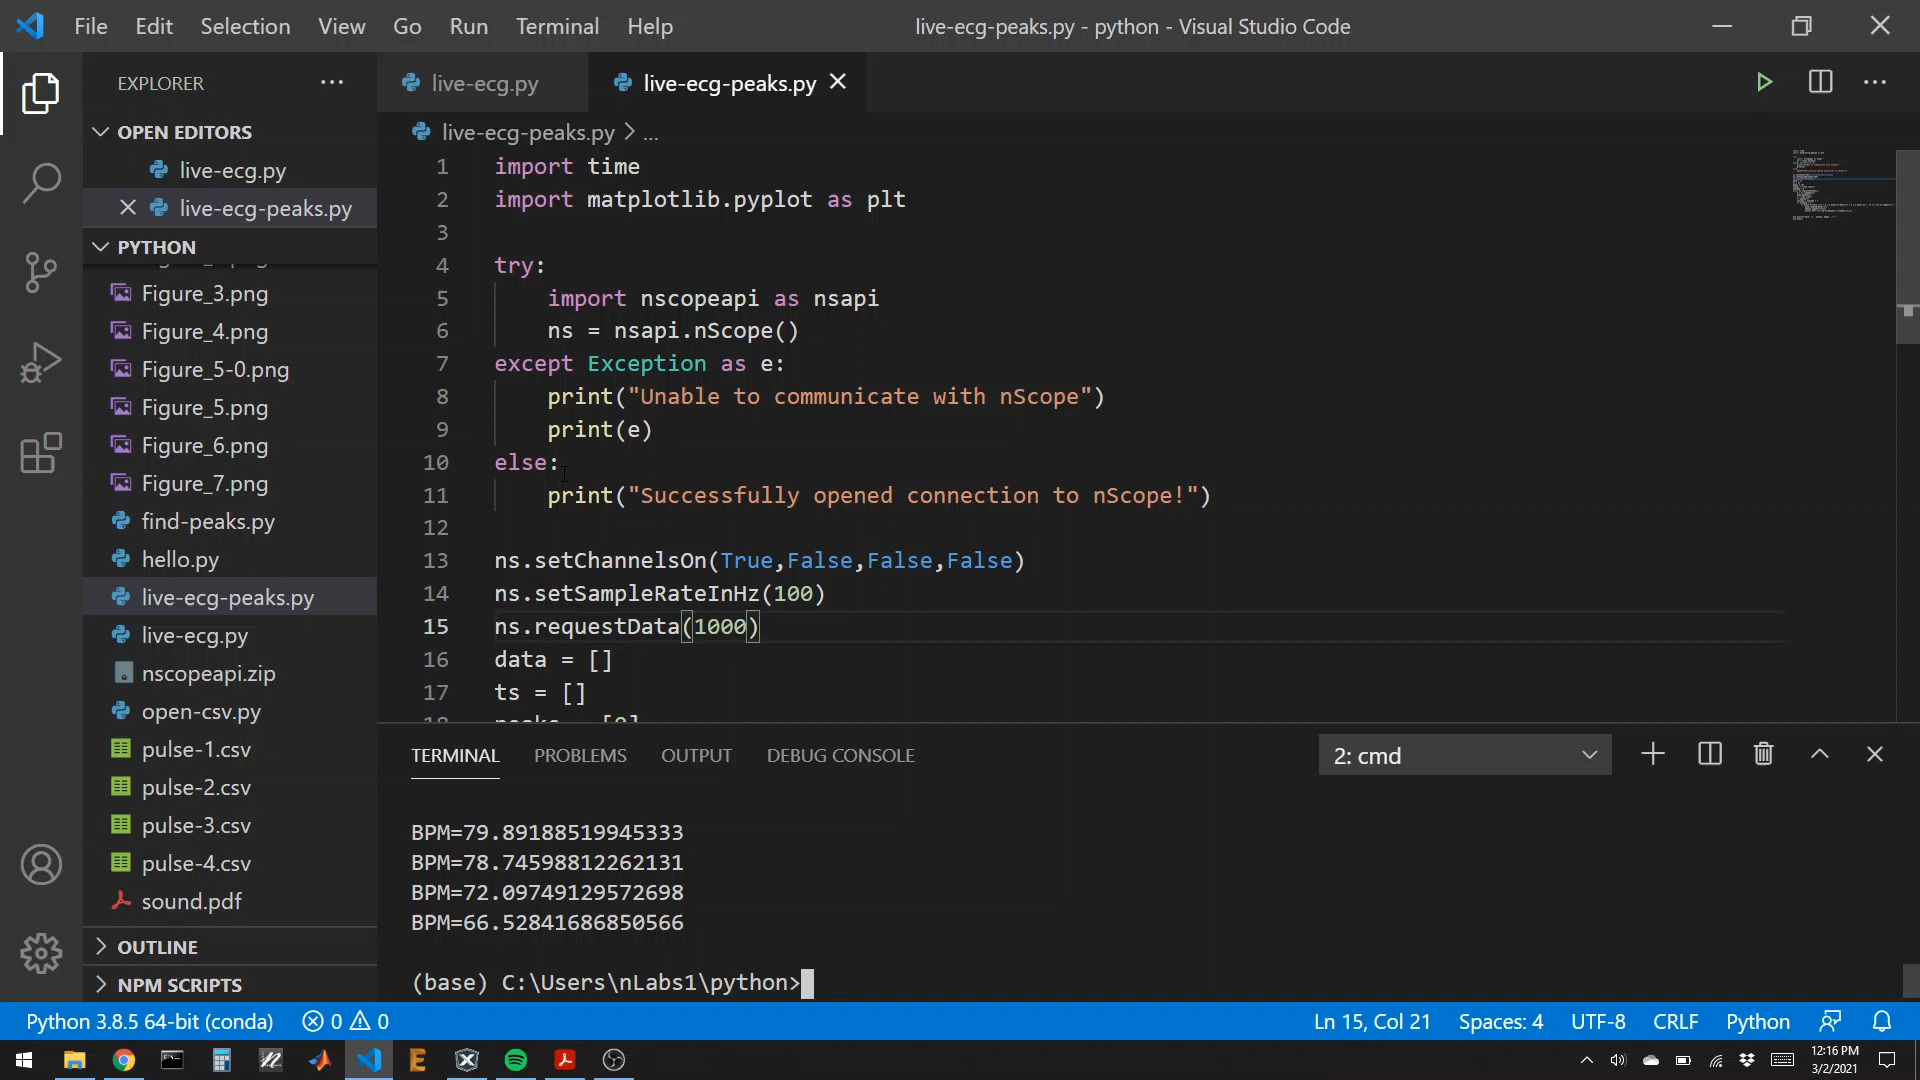 File Edit Selection View Go Run Terminal Help
live-ecg-peaks.py - python - Visual Studio Code
EXPLORER
OPEN EDITORS
live-ecg.py
live-ecg-peaks.py
PYTHON
Figure_3.png
Figure_4.png
Figure_5-0.png
Figure_5.png
Figure_6.png
Figure_7.png
find-peaks.py
hello.py
live-ecg-peaks.py
live-ecg.py
nscopeapi.zip
open-csv.py
pulse-1.csv
pulse-2.csv
pulse-3.csv
pulse-4.csv
sound.pdf
OUTLINE
NPM SCRIPTS
live-ecg.py live-ecg-peaks.py
live-ecg-peaks.py > ...
1 import time
2 import matplotlib.pyplot as plt
3
4 try:
5 import nscopeapi as nsapi
6 ns = nsapi.nScope()
7 except Exception as e:
8 print("Unable to communicate with nScope")
9 print(e)
10 else:
11 print("Successfully opened connection to nScope!")
12
13 ns.setChannelsOn(True,False,False,False)
14 ns.setSampleRateInHz(100)
15 ns.requestData(1000)
16 data = []
17 ts = []
TERMINAL PROBLEMS OUTPUT DEBUG CONSOLE
2: cmd
BPM=79.89188519945333
BPM=78.74598812262131
BPM=72.09749129572698
BPM=66.52841686850566
(base) C:\Users\nLabs1\python>
Python 3.8.5 64-bit (conda) 0 0
Ln 15, Col 21 Spaces: 4 UTF-8 CRLF Python
12:16 PM
3/2/2021